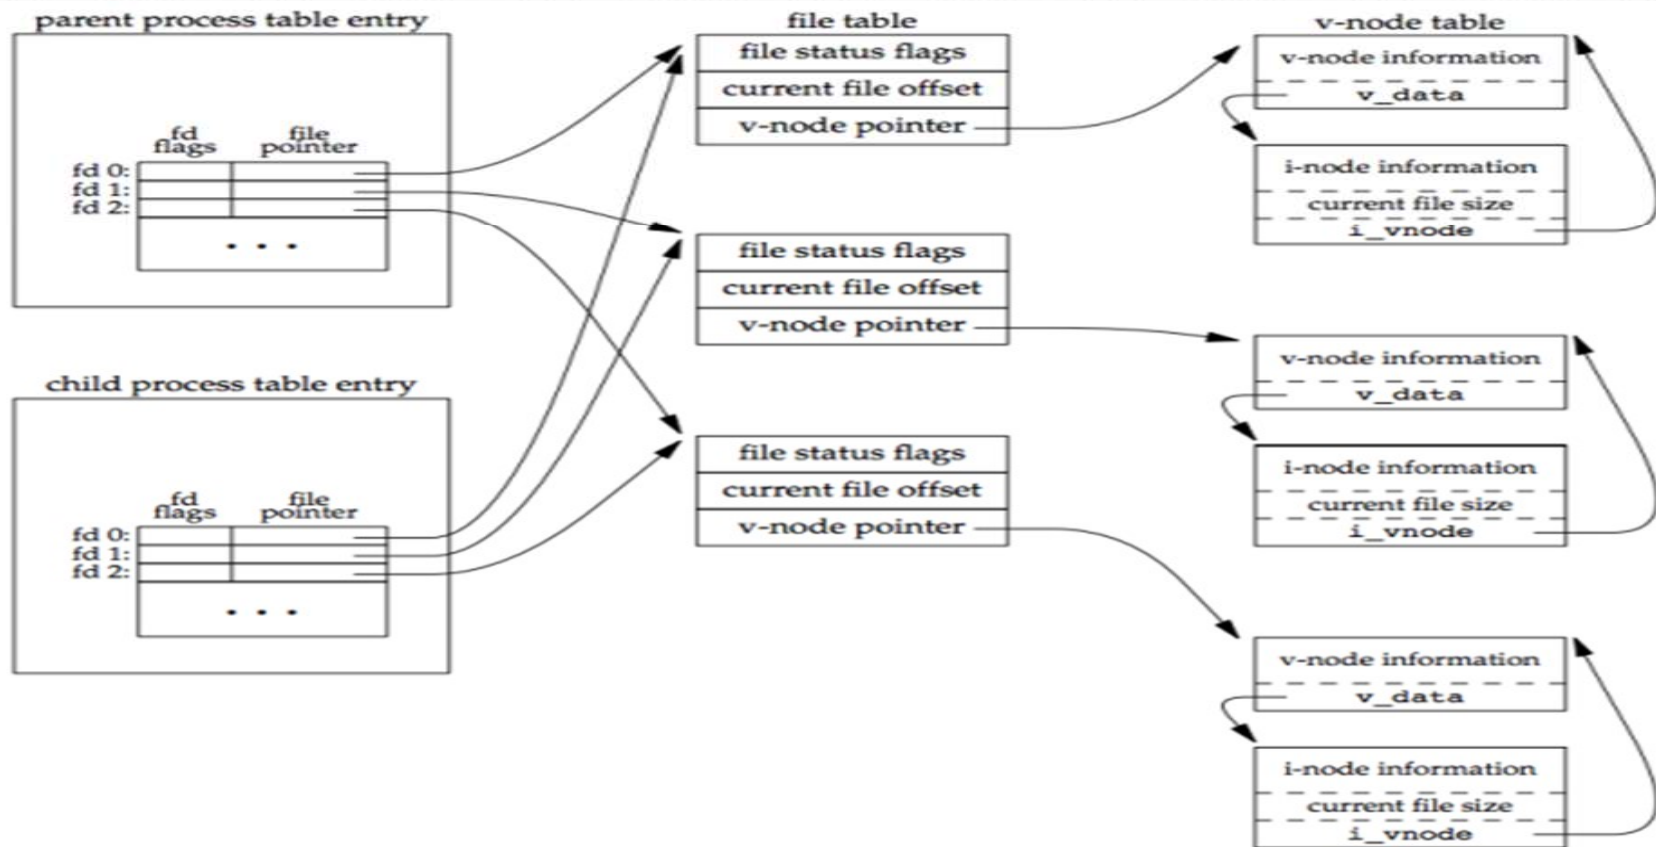 parent process table entry
fd flags
file pointer
fd 0:
fd 1:
fd 2:
. . .
child process table entry
fd flags
file pointer
fd 0:
fd 1:
fd 2:
. . .
file table
file status flags
current file offset
v-node pointer
file status flags
current file offset
v-node pointer
file status flags
current file offset
v-node pointer
v-node table
v-node information
v_data
i-node information
current file size
i_vnode
v-node information
v_data
i-node information
current file size
i_vnode
v-node information
v_data
i-node information
current file size
i_vnode